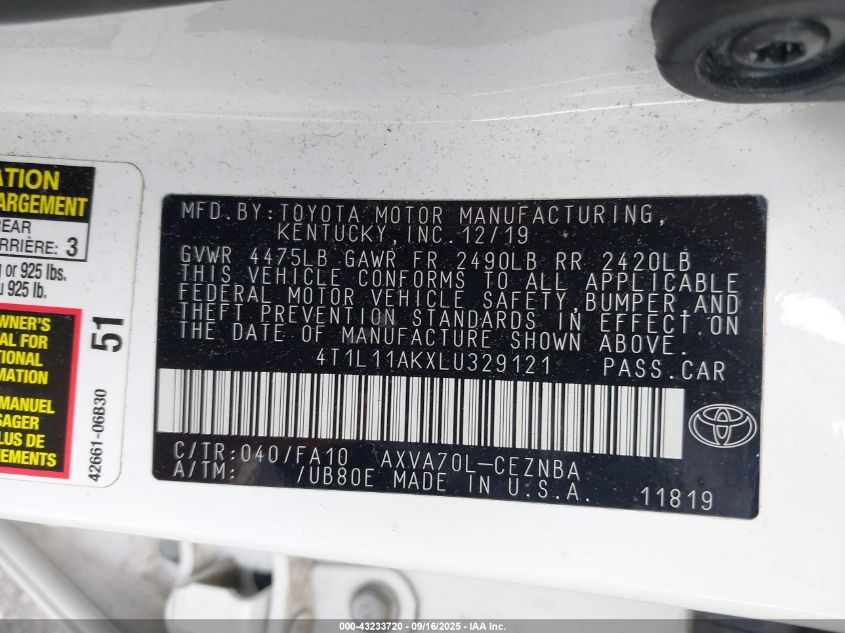 ATION
ARGEMENT
REAR
ARRIÈRE: 3
g or 925 lbs.
u 925 lb.
WNER'S
AL FOR
TIONAL
MATION
MANUEL
SAGER
LUS DE
NEMENTS
51
42661-06B30
MFD.BY:TOYOTA MOTOR MANUFACTURING,
KENTUCKY, INC.12/19
GVWR 4475LB GAWR FR 2490LB RR 2420LB
THIS VEHICLE CONFORMS TO ALL APPLICABLE
FEDERAL MOTOR VEHICLE SAFETY,BUMPER,AND
THEFT PREVENTION STANDARDS IN EFFECT ON
THE DATE OF MANUFACTURE SHOWN ABOVE.
4T1L11AKXLU329121 PASS.CAR
C/TR:040/FA10 AXVA70L-CEZNBA
A/TM: /UB80E MADE IN U.S.A. 11819
000-43233720 - 09/16/2025 - IAA Inc.